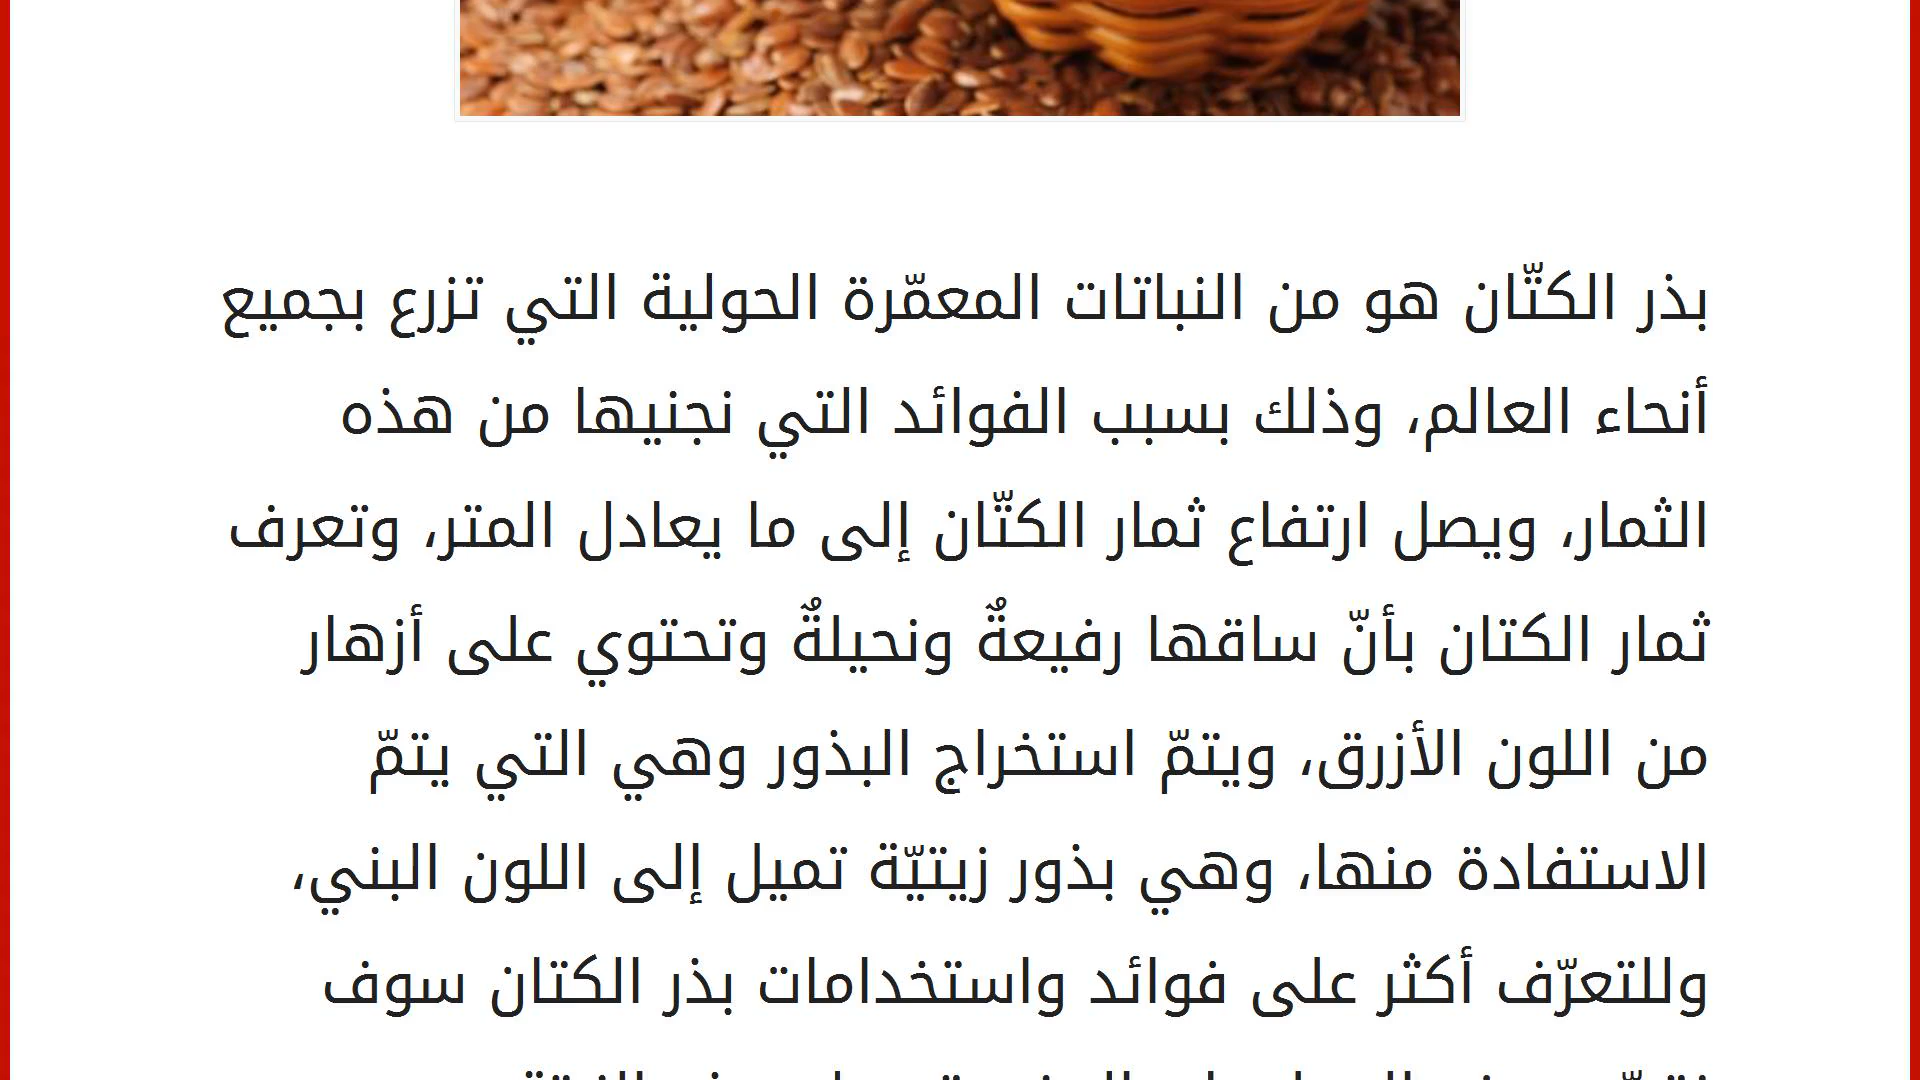 بذر الكتّان هو من النباتات المعمّرة الحولية التي تزرع بجميع
أنحاء العالم، وذلك بسبب الفوائد التي نجنيها من هذه
الثمار، ويصل ارتفاع ثمار الكتّان إلى ما يعادل المتر، وتعرف
ثمار الكتان بأنّ ساقها رفيعةٌ ونحيلةٌ وتحتوي على أزهار
من اللون الأزرق، ويتمّ استخراج البذور وهي التي يتمّ
الاستفادة منها، وهي بذور زيتيّة تميل إلى اللون البني،
وللتعرّف أكثر على فوائد واستخدامات بذر الكتان سوف